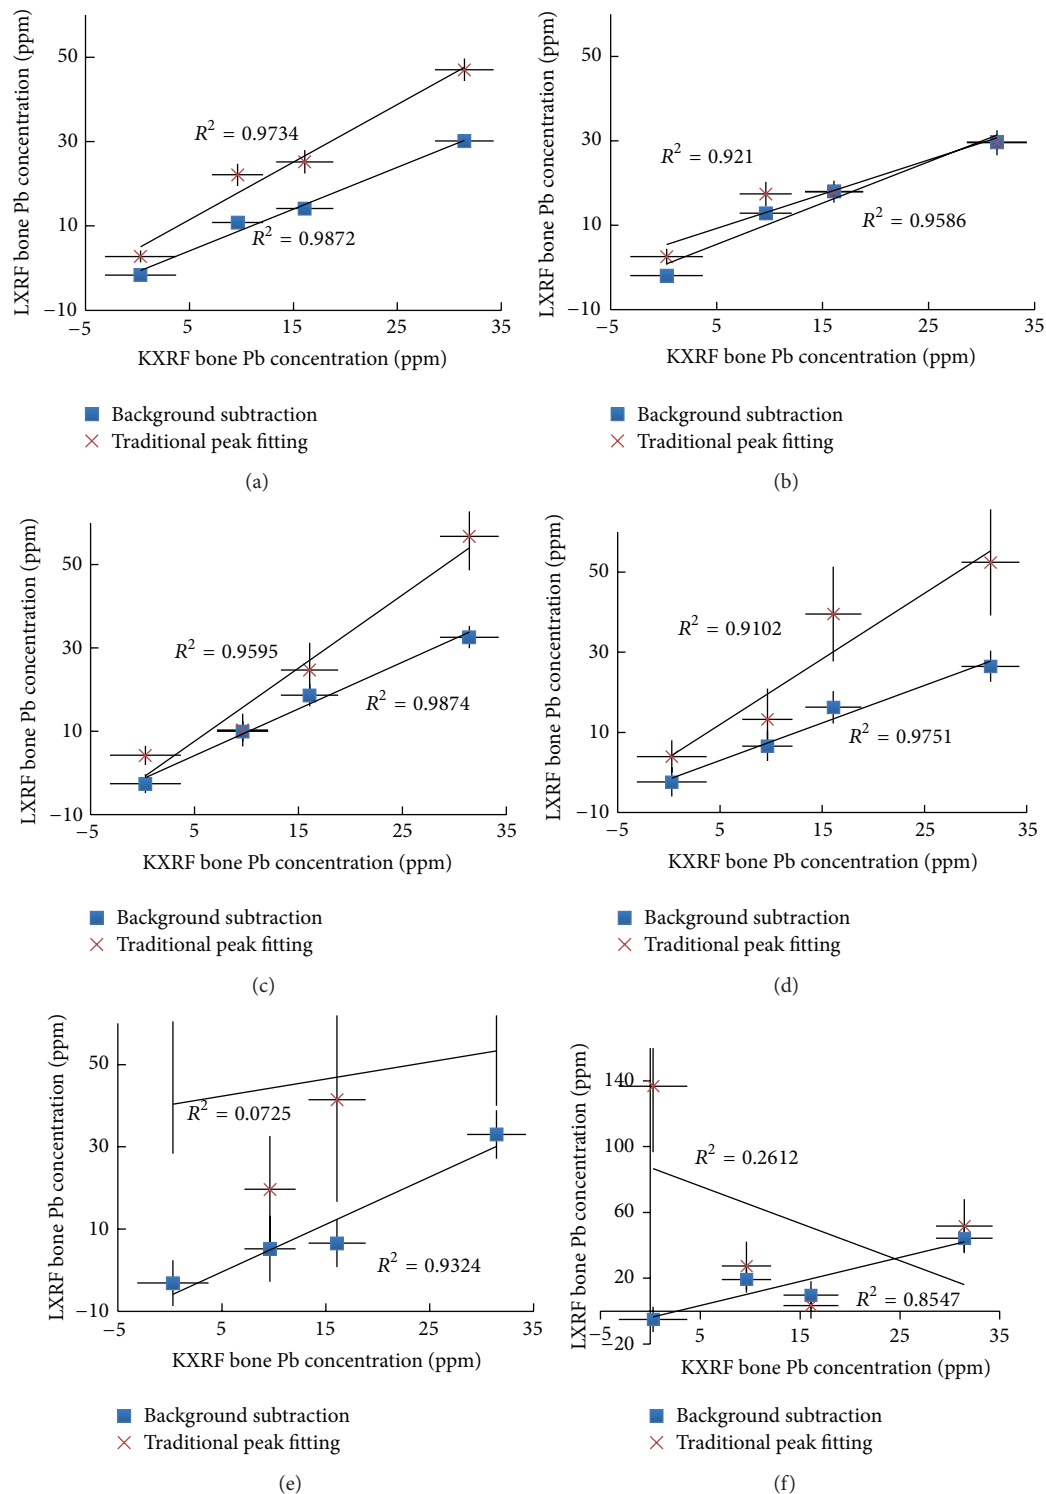 LXRF bone Pb concentration (ppm)
50
30
10
−10
R² = 0.9734
R² = 0.9872
−5 5 15 25 35
KXRF bone Pb concentration (ppm)
Background subtraction
Traditional peak fitting
(a)
LXRF bone Pb concentration (ppm)
50
30
10
−10
R² = 0.921
R² = 0.9586
−5 5 15 25 35
KXRF bone Pb concentration (ppm)
Background subtraction
Traditional peak fitting
(b)
LXRF bone Pb concentration (ppm)
50
30
10
−10
R² = 0.9595
R² = 0.9874
−5 5 15 25 35
KXRF bone Pb concentration (ppm)
Background subtraction
Traditional peak fitting
(c)
LXRF bone Pb concentration (ppm)
50
30
10
−10
R² = 0.9102
R² = 0.9751
−5 5 15 25 35
KXRF bone Pb concentration (ppm)
Background subtraction
Traditional peak fitting
(d)
LXRF bone Pb concentration (ppm)
50
30
10
−10
R² = 0.0725
R² = 0.9324
−5 5 15 25 35
KXRF bone Pb concentration (ppm)
Background subtraction
Traditional peak fitting
(e)
LXRF bone Pb concentration (ppm)
140
100
60
20
−20
R² = 0.2612
R² = 0.8547
−5 5 15 25 35
KXRF bone Pb concentration (ppm)
Background subtraction
Traditional peak fitting
(f)